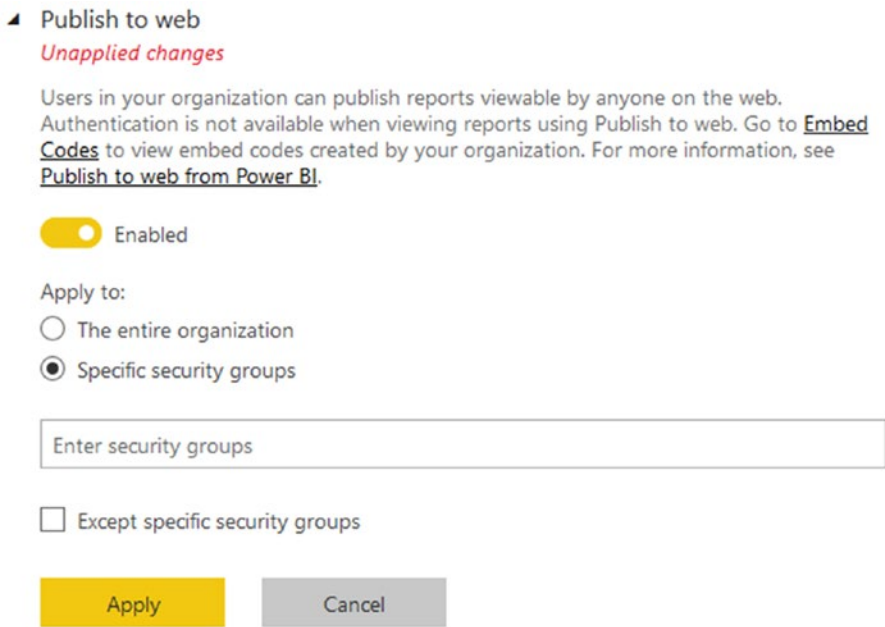 Publish to web
Unapplied changes
Users in your organization can publish reports viewable by anyone on the web.
Authentication is not available when viewing reports using Publish to web. Go to Embed
Codes to view embed codes created by your organization. For more information, see
Publish to web from Power BI.
Enabled
Apply to:
The entire organization
Specific security groups
Enter security groups
Except specific security groups
Apply Cancel